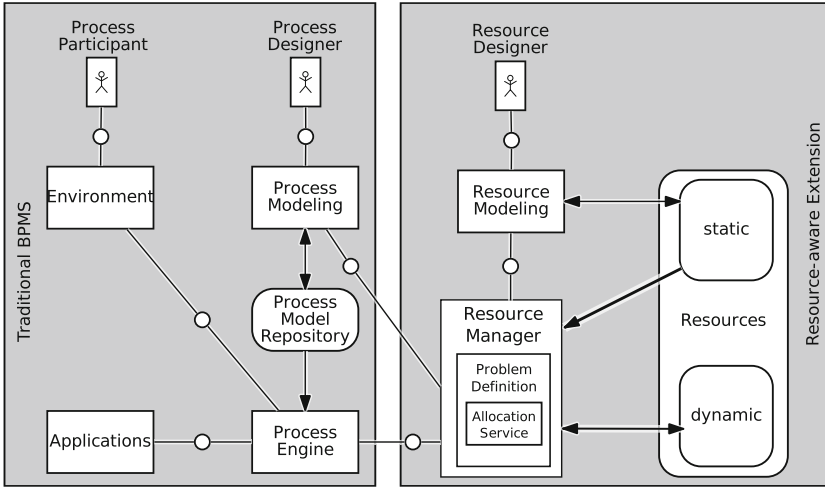 Process
Participant
Process
Designer
Environment
Process
Modeling
Traditional BPMS
Process
Model
Repository
Applications
Process
Engine
Resource
Designer
Resource
Modeling
Resource
Manager
Problem
Definition
Allocation
Service
static
Resources
dynamic
Resource-aware Extension